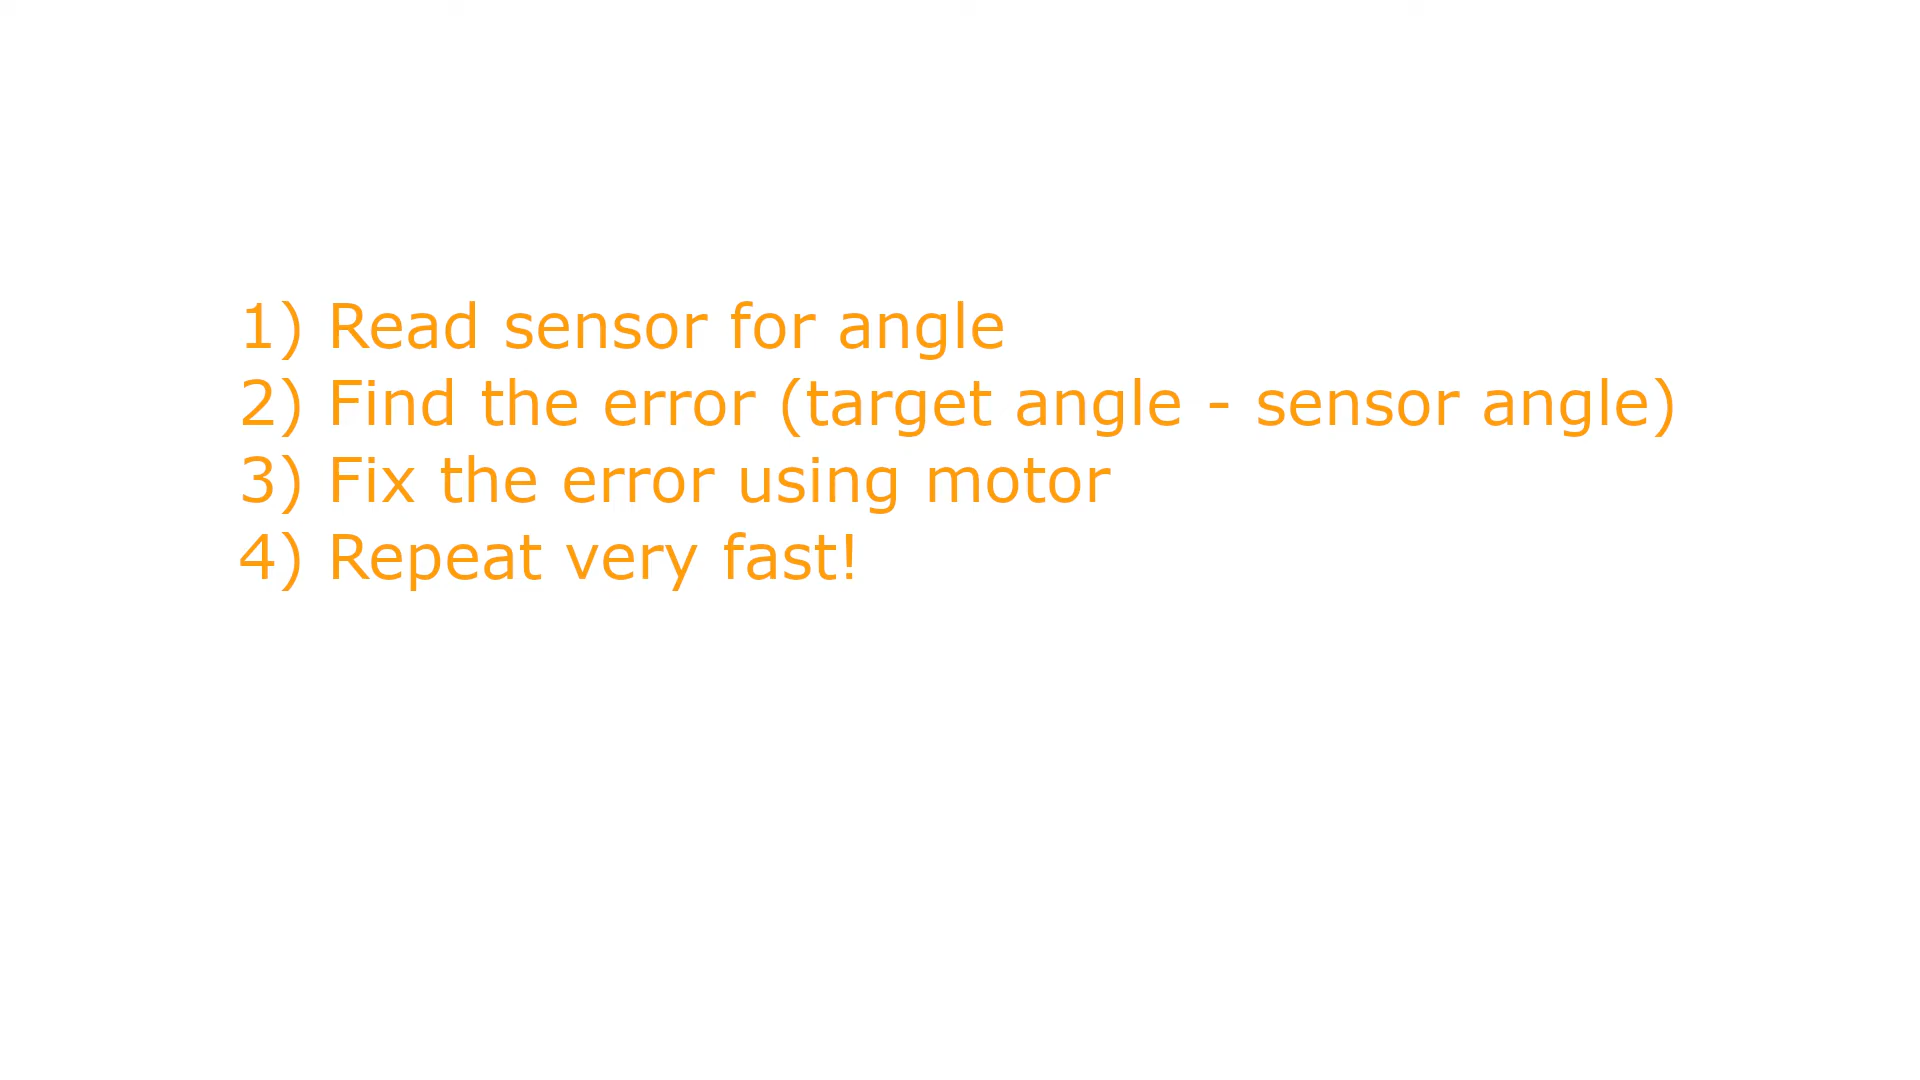 1) Read sensor for angle
2) Find the error (target angle - sensor angle)
3) Fix the error using motor
4) Repeat very fast!